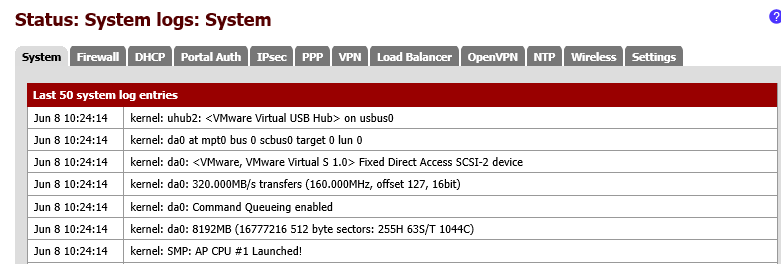 Status: System logs: System
?
System Firewall DHCP Portal Auth IPsec PPP VPN Load Balancer OpenVPN NTP Wireless Settings
Last 50 system log entries
Jun 8 10:24:14 kernel: uhub2: <VMware Virtual USB Hub> on usbus0
Jun 8 10:24:14 kernel: da0 at mpt0 bus 0 scbus0 target 0 lun 0
Jun 8 10:24:14 kernel: da0: <VMware, VMware Virtual S 1.0> Fixed Direct Access SCSI-2 device
Jun 8 10:24:14 kernel: da0: 320.000MB/s transfers (160.000MHz, offset 127, 16bit)
Jun 8 10:24:14 kernel: da0: Command Queueing enabled
Jun 8 10:24:14 kernel: da0: 8192MB (16777216 512 byte sectors: 255H 63S/T 1044C)
Jun 8 10:24:14 kernel: SMP: AP CPU #1 Launched!